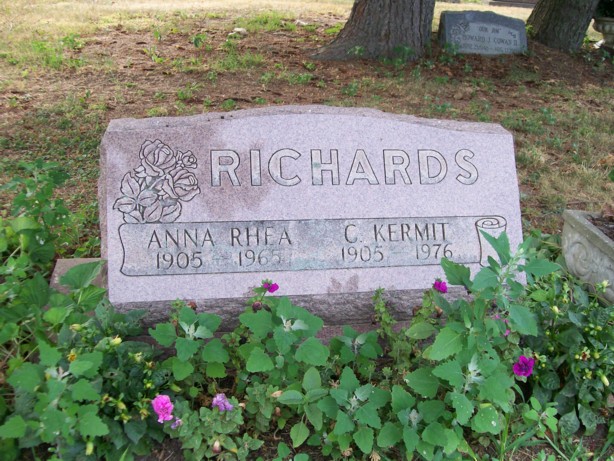 RICHARDS
ANNA RHEA C. KERMIT
1905 - 1965 1905 - 1976